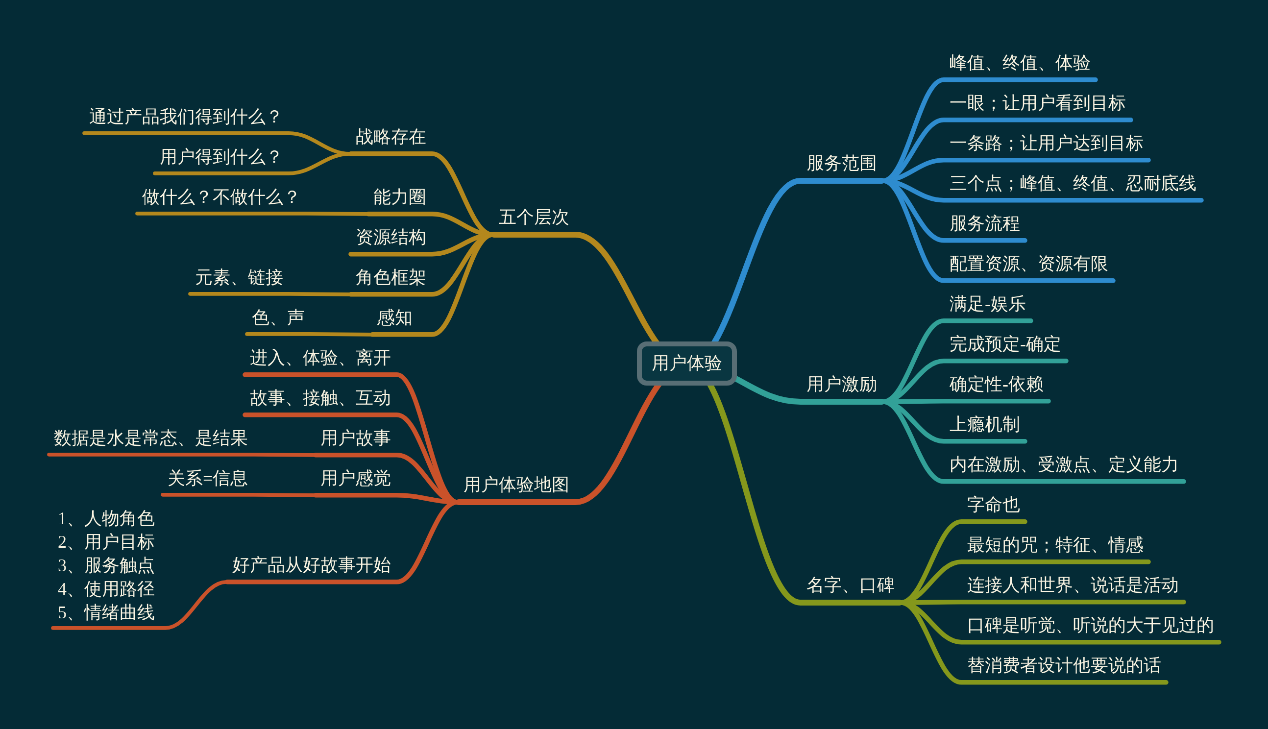 用户体验
服务范围
峰值、终值、体验
一眼；让用户看到目标
一条路；让用户达到目标
三个点；峰值、终值、忍耐底线
服务流程
配置资源、资源有限
用户激励
满足-娱乐
完成预定-确定
确定性-依赖
上瘾机制
内在激励、受激点、定义能力
名字、口碑
字命也
最短的咒；特征、情感
连接人和世界、说话是活动
口碑是听觉、听说的大于见过的
替消费者设计他要说的话
五个层次
战略存在
通过产品我们得到什么？
用户得到什么？
能力圈
做什么？不做什么？
资源结构
角色框架
元素、链接
感知
色、声
用户体验地图
进入、体验、离开
故事、接触、互动
用户故事
数据是水是常态、是结果
用户感觉
关系=信息
好产品从好故事开始
1、人物角色
2、用户目标
3、服务触点
4、使用路径
5、情绪曲线